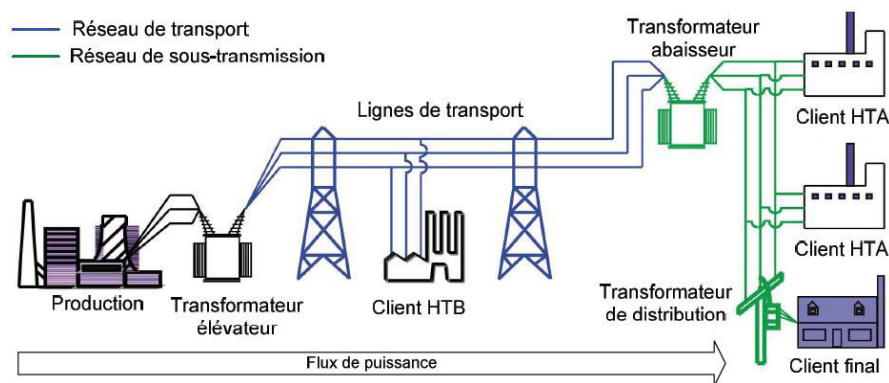 Réseau de transport
Réseau de sous-transmission
Transformateur
abaisseur
Lignes de transport
Client HTA
Client HTA
Production
Transformateur
élévateur
Client HTB
Transformateur
de distribution
Client final
Flux de puissance